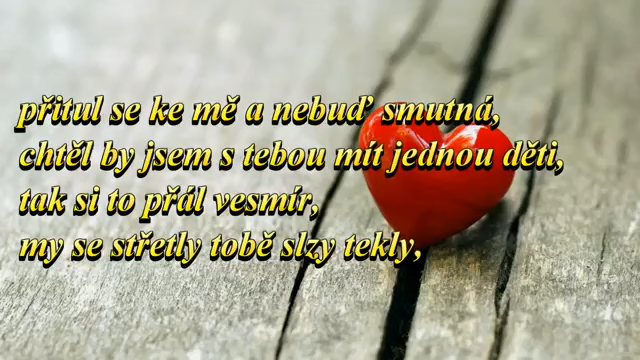 přitul se ke mě a nebuď smutná,
chtěl by jsem s tebou mít jednou děti,
tak si to přál vesmír,
my se střetly tobě slzy tekly,